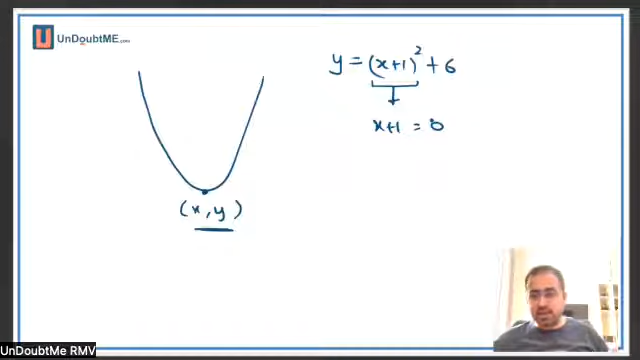 UnDoubtME.com
y = (x+1)² + 6
x+1 = 0
(x, y)
UnDoubtMe RMV